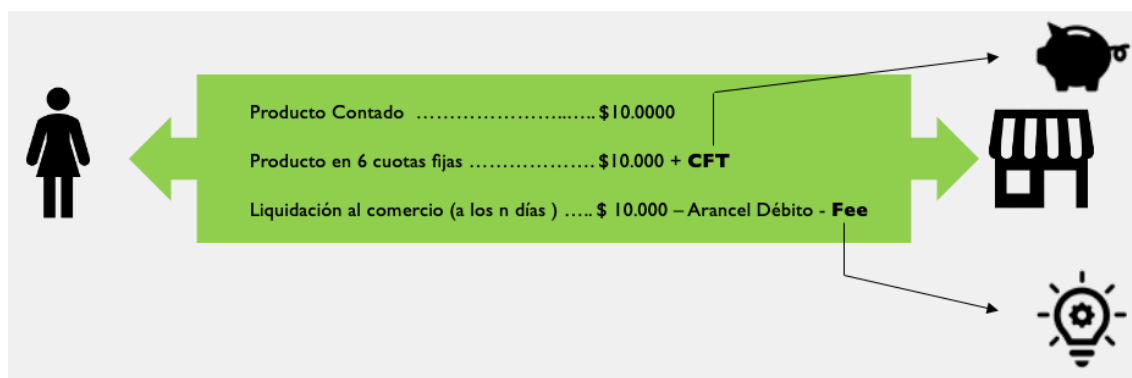 Producto Contado …………………..….. $10.0000
Producto en 6 cuotas fijas ………………. $10.000 + CFT
Liquidación al comercio (a los n días ) ….. $ 10.000 – Arancel Débito - Fee